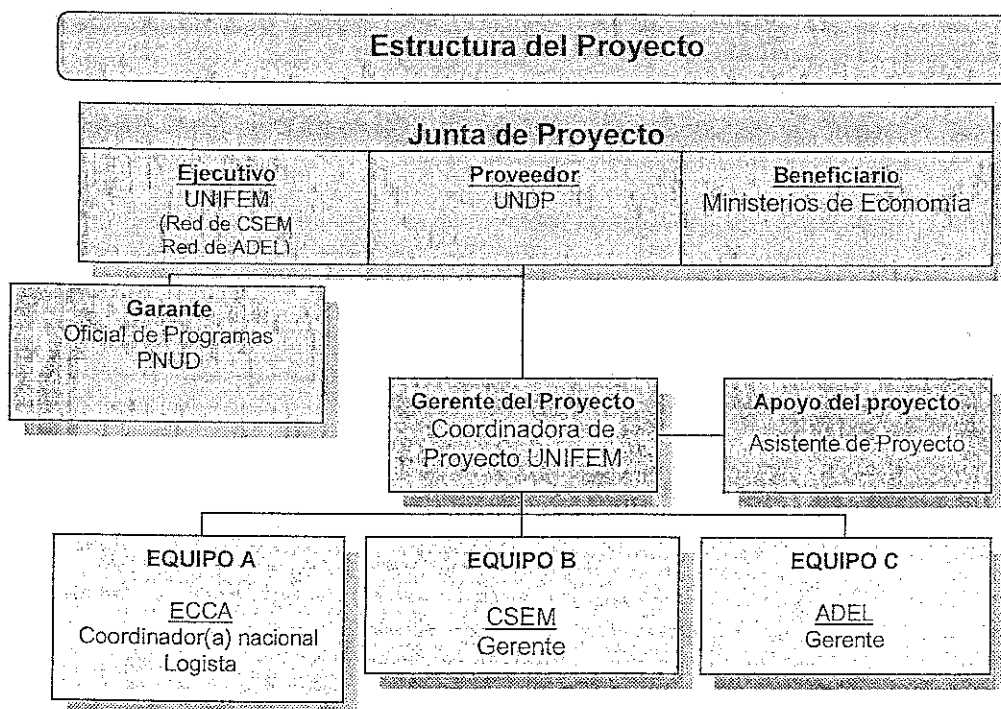 Estructura del Proyecto
Junta de Proyecto
Ejecutivo
UNIFEM
(Red de CSEM
Red de ADEL)
Proveedor
UNDP
Beneficiario
Ministerios de Economía
Garante
Oficial de Programas
PNUD
Gerente del Proyecto
Coordinadora de
Proyecto UNIFEM
Apoyo del proyecto
Asistente de Proyecto
EQUIPO A
ECCA
Coordinador(a) nacional
Logista
EQUIPO B
CSEM
Gerente
EQUIPO C
ADEL
Gerente